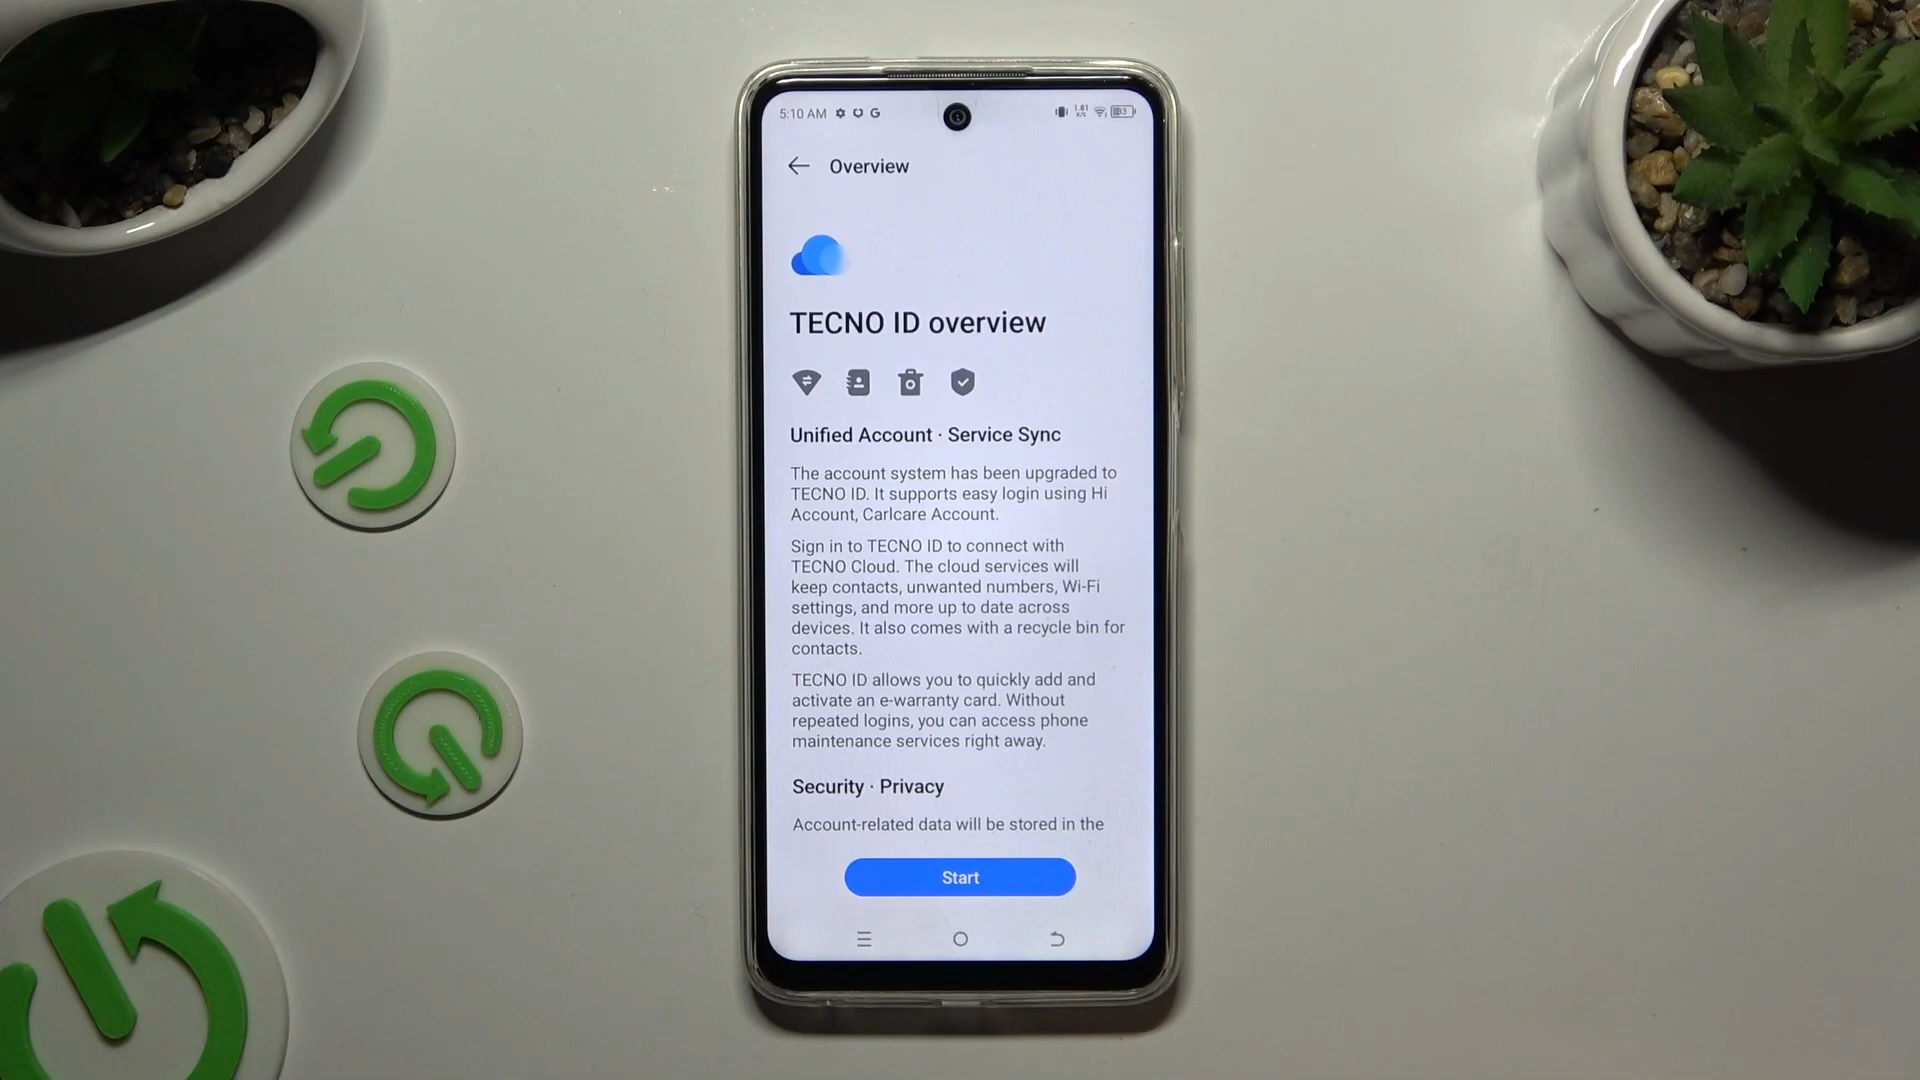 5:10 AM G
Overview
TECNO ID overview
Unified Account · Service Sync
The account system has been upgraded to
TECNO ID. It supports easy login using Hi
Account, Carlcare Account.
Sign in to TECNO ID to connect with
TECNO Cloud. The cloud services will
keep contacts, unwanted numbers, Wi-Fi
settings, and more up to date across
devices. It also comes with a recycle bin for
contacts.
TECNO ID allows you to quickly add and
activate an e-warranty card. Without
repeated logins, you can access phone
maintenance services right away.
Security · Privacy
Account-related data will be stored in the
Start